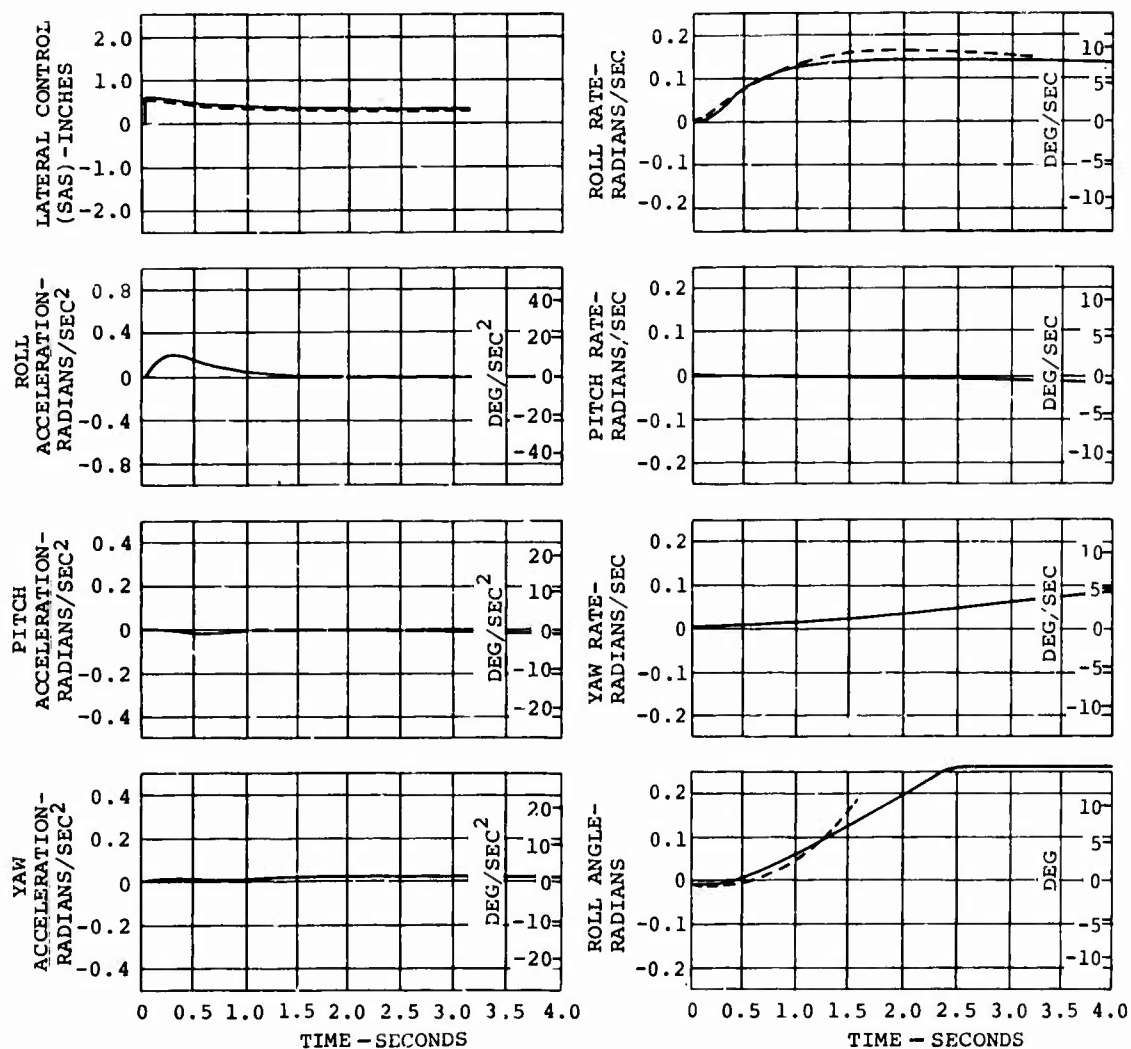 LATERAL CONTROL
(SAS)-INCHES
2.0
1.0
0
-1.0
-2.0
ROLL RATE-
RADIANS/SEC
0.2
0.1
0
-0.1
-0.2
DEG/SEC
10
5
0
-5
-10
ROLL
ACCELERATION-
RADIANS/SEC2
0.8
0.4
0
-0.4
-0.8
DEG/SEC2
40
20
0
-20
-40
PITCH RATE-
RADIANS/SEC
0.2
0.1
0
-0.1
-0.2
DEG/SEC
10
5
0
-5
-10
PITCH
ACCELERATION-
RADIANS/SEC2
0.4
0.2
0
-0.2
-0.4
DEG/SEC2
20
10
0
-10
-20
YAW RATE-
RADIANS/SEC
0.2
0.1
0
-0.1
-0.2
DEG/SEC
10
5
0
-5
-10
YAW
ACCELERATION-
RADIANS/SEC2
0.4
0.2
0
-0.2
-0.4
DEG/SEC2
20
10
0
-10
-20
ROLL ANGLE-
RADIANS
0.2
0.1
0
-0.1
-0.2
DEG
10
5
0
-5
-10
0 0.5 1.0 1.5 2.0 2.5 3.0 3.5 4.0
TIME-SECONDS
0 0.5 1.0 1.5 2.0 2.5 3.0 3.5 4.0
TIME-SECONDS